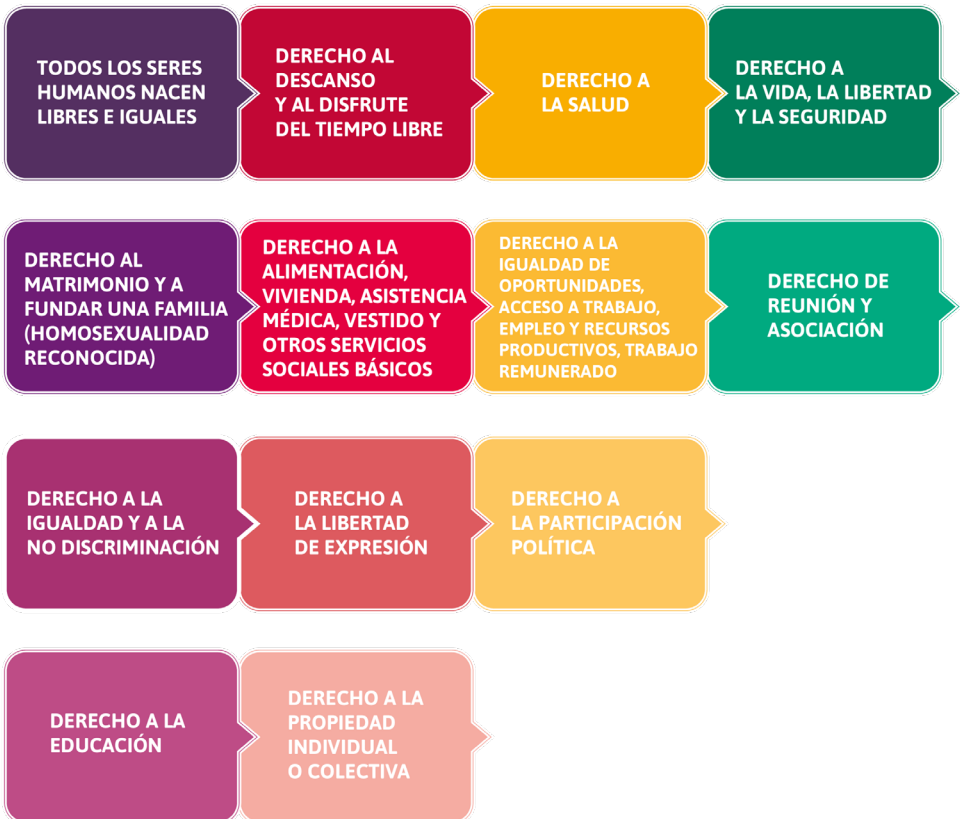 TODOS LOS SERES
HUMANOS NACEN
LIBRES E IGUALES
DERECHO AL
DESCANSO
Y AL DISFRUTE
DEL TIEMPO LIBRE
DERECHO A
LA SALUD
DERECHO A
LA VIDA, LA LIBERTAD
Y LA SEGURIDAD
DERECHO AL
MATRIMONIO Y A
FUNDAR UNA FAMILIA
(HOMOSEXUALIDAD
RECONOCIDA)
DERECHO A LA
ALIMENTACIÓN,
VIVIENDA, ASISTENCIA
MÉDICA, VESTIDO Y
OTROS SERVICIOS
SOCIALES BÁSICOS
DERECHO A LA
IGUALDAD DE
OPORTUNIDADES,
ACCESO A TRABAJO,
EMPLEO Y RECURSOS
PRODUCTIVOS, TRABAJO
REMUNERADO
DERECHO DE
REUNIÓN Y
ASOCIACIÓN
DERECHO A LA
IGUALDAD Y A LA
NO DISCRIMINACIÓN
DERECHO A
LA LIBERTAD
DE EXPRESIÓN
DERECHO A
LA PARTICIPACIÓN
POLÍTICA
DERECHO A LA
EDUCACIÓN
DERECHO A LA
PROPIEDAD
INDIVIDUAL
O COLECTIVA